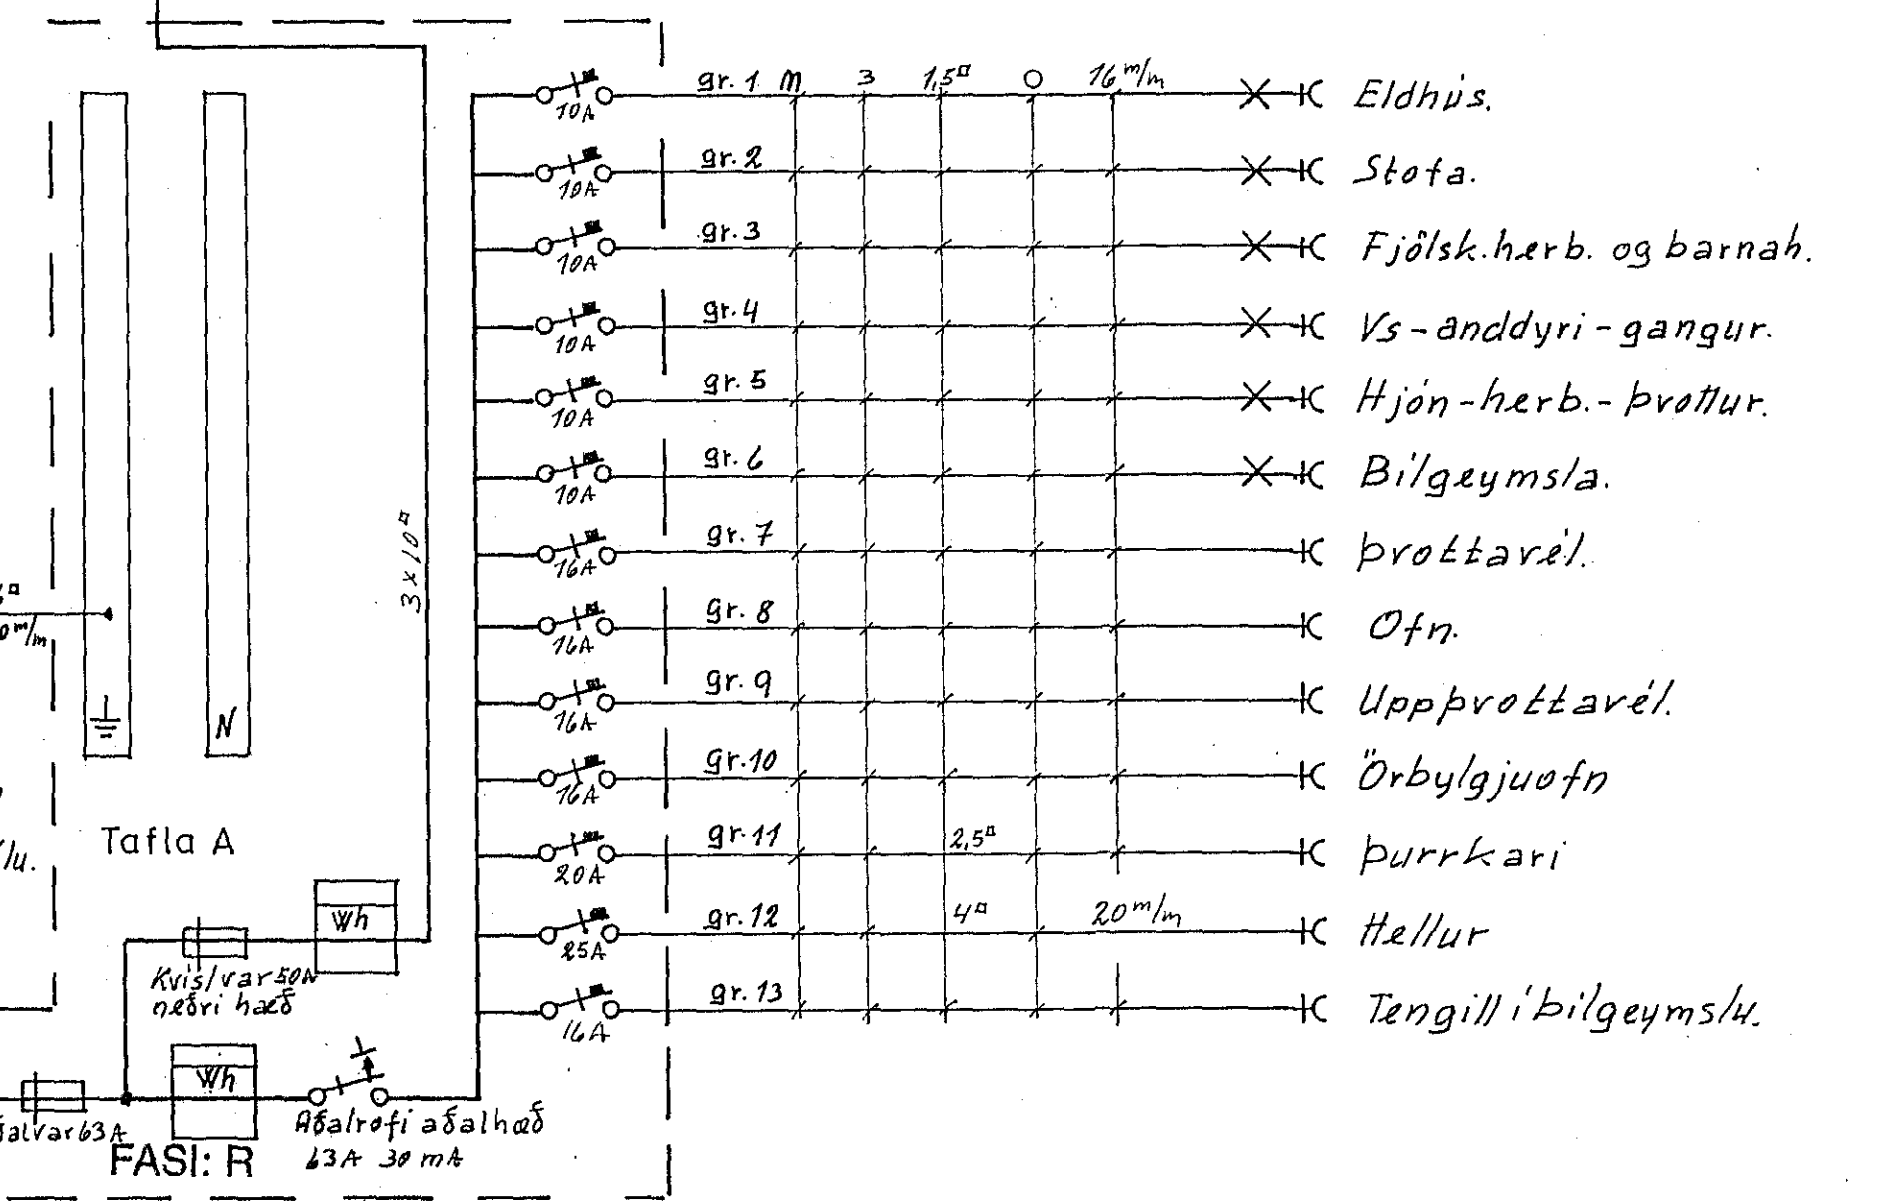 gr. 1 M 3 1,5¤ O 16 m/m Eldhús.
10A
gr. 2 Stofa.
10A
gr. 3 Fjölsk.herb. og barnah.
10A
gr. 4 Vs-anddyri-gangur.
10A
gr. 5 Hjón-herb.-þvottur.
10A
gr. 6 Bílgeymsla.
10A
3x10¤
gr. 7 Þvottavél.
16A
gr. 8 Ofn.
16A
m/m
gr. 9 Uppþvottavél.
16A
N
gr. 10 Örbylgjuofn
16A
Tafla A
gr. 11 2,5¤ Þurrkari
20A
gr. 12 4¤ 20 m/m Hellur
25A
Wh
Kvíslvar 50A
neðri hæð
gr. 13 Tengill í bílgeymslu.
16A
Wh
alvar 63A
Aðalrofi aðalhæð
63A 30 mA
FASI: R